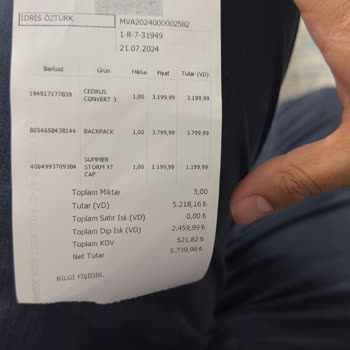 İDRİS ÖZTÜRK
MVA2024000002582
1-R-7-31949
21.07.2024
Barkod Ürün Miktar Fiyat Tutar (VD)
194917177839 CEDRUS CONVERT 3 1,00 3.199,99 3.199,99
8054658438144 BACKPACK 1,00 3.799,99 3.799,99
4064993709384 SUMMER STORM XT CAP 1,00 1.199,99 1.199,99
Toplam Miktar 3,00
Tutar (VD) 5.218,16 ₺
Toplam Satır İsk (VD) 0,00 ₺
Toplam Dip İsk (VD) 2.459,99 ₺
Toplam KDV 521,82 ₺
Net Tutar 5.739,98 ₺
BİLGİ FİŞİDİR.